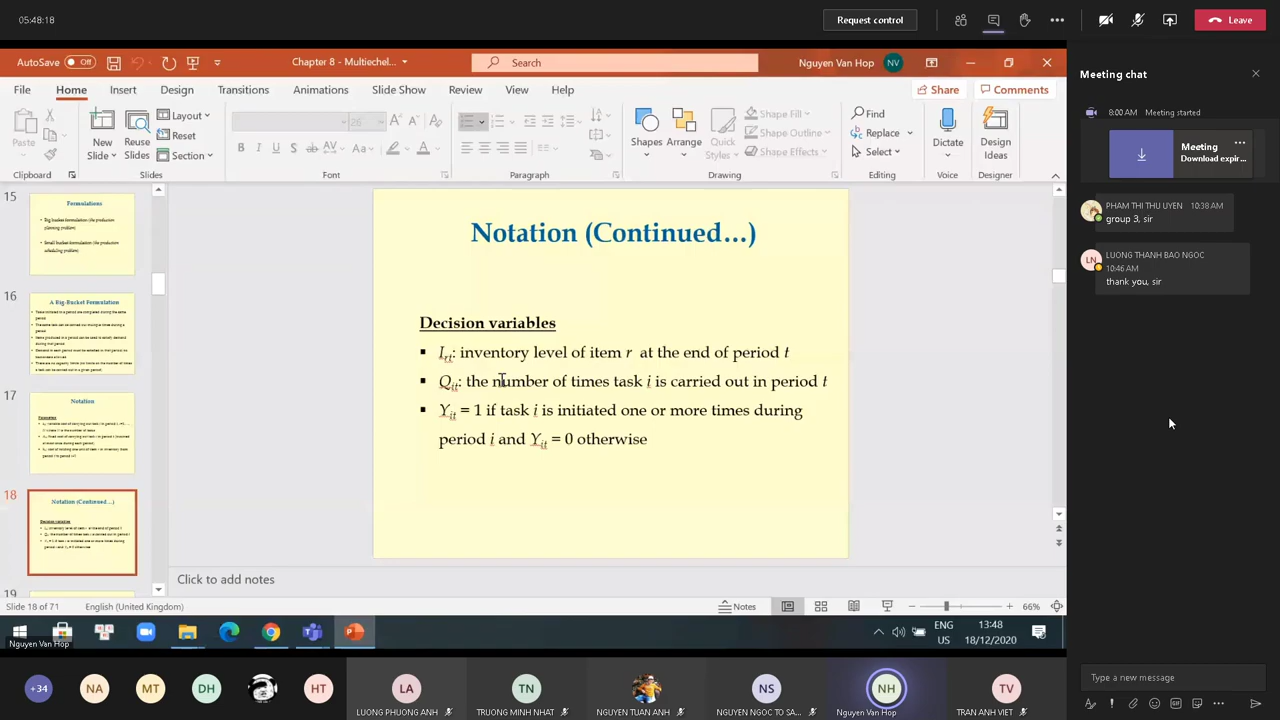 05:48:18
Request control
Leave
AutoSave Off
Chapter 8 - Multiechel...
Search
Nguyen Van Hop
NV
File Home Insert Design Transitions Animations Slide Show Review View Help
Share
Comments
Paste
New Slide
Reuse Slides
Layout
Reset
Section
26
Shapes
Arrange
Quick Styles
Shape Fill
Shape Outline
Shape Effects
Find
Replace
Select
Dictate
Design Ideas
Clipboard
Slides
Font
Paragraph
Drawing
Editing
Voice
Designer
15
Formulations
16
A Big-Bucket Formulation
17
Notation
18
Notation (Continued...)
19
Notation (Continued...)
Decision variables
▪ Irt: inventory level of item r at the end of period t
▪ Qit: the number of times task i is carried out in period t
▪ Yit = 1 if task i is initiated one or more times during
period i and Yit = 0 otherwise
Click to add notes
Slide 18 of 71
English (United Kingdom)
Notes
66%
Nguyen Van Hop
ENG
US
13:48
18/12/2020
Meeting chat
8:00 AM Meeting started
Meeting
Download expir...
PHAM THI THU UYEN 10:38 AM
group 3, sir
LN
LUONG THANH BAO NGOC
10:46 AM
thank you, sir
Type a new message
+34
NA
MT
DH
HT
LA
LUONG PHUONG ANH
TN
TRUONG MINH NHAT
NGUYEN TUAN ANH
NS
NGUYEN NGOC TO SA...
NH
Nguyen Van Hop
TV
TRAN ANH VIET